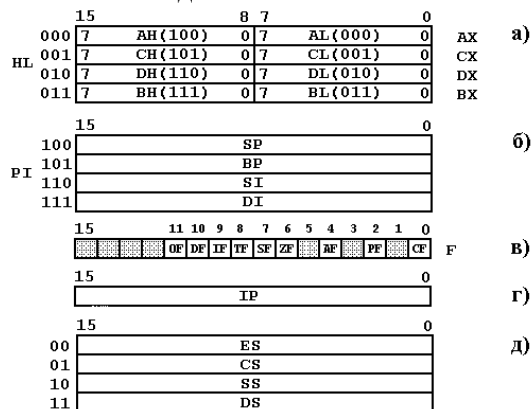 15 8 7 0
000 7 AH(100) 0 7 AL(000) 0 AX а)
HL 001 7 CH(101) 0 7 CL(001) 0 CX
010 7 DH(110) 0 7 DL(010) 0 DX
011 7 BH(111) 0 7 BL(011) 0 BX
15 0 б)
100 SP
PI 101 BP
110 SI
111 DI
15 11 10 9 8 7 6 5 4 3 2 1 0
OF DF IF TF SF ZF AF PF CF F в)
15 0
IP г)
15 0
00 ES д)
01 CS
10 SS
11 DS